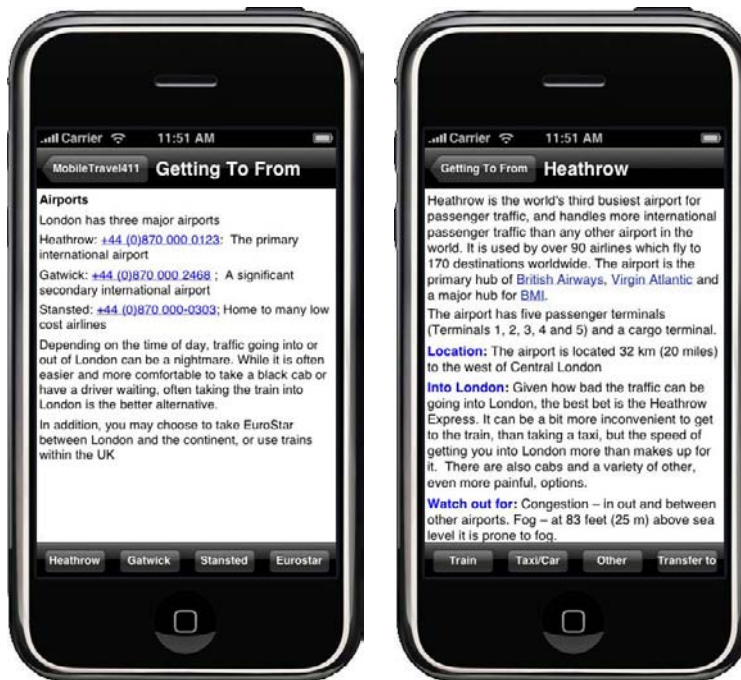 Carrier 11:51 AM
MobileTravel411 Getting To From
Airports
London has three major airports
Heathrow: +44 (0)870 000 0123: The primary
international airport
Gatwick: +44 (0)870 000 2468 ; A significant
secondary international airport
Stansted: +44 (0)870 000-0303; Home to many low
cost airlines
Depending on the time of day, traffic going into or
out of London can be a nightmare. While it is often
easier and more comfortable to take a black cab or
have a driver waiting, often taking the train into
London is the better alternative.
In addition, you may choose to take EuroStar
between London and the continent, or use trains
within the UK
Heathrow Gatwick Stansted Eurostar
Carrier 11:51 AM
Getting To From Heathrow
Heathrow is the world's third busiest airport for
passenger traffic, and handles more international
passenger traffic than any other airport in the
world. It is used by over 90 airlines which fly to
170 destinations worldwide. The airport is the
primary hub of British Airways, Virgin Atlantic and
a major hub for BMI.
The airport has five passenger terminals
(Terminals 1, 2, 3, 4 and 5) and a cargo terminal.
Location: The airport is located 32 km (20 miles)
to the west of Central London
Into London: Given how bad the traffic can be
going into London, the best bet is the Heathrow
Express. It can be a bit more inconvenient to get
to the train, than taking a taxi, but the speed of
getting you into London more than makes up for
it. There are also cabs and a variety of other,
even more painful, options.
Watch out for: Congestion – in out and between
other airports. Fog – at 83 feet (25 m) above sea
level it is prone to fog.
Train Taxi/Car Other Transfer to